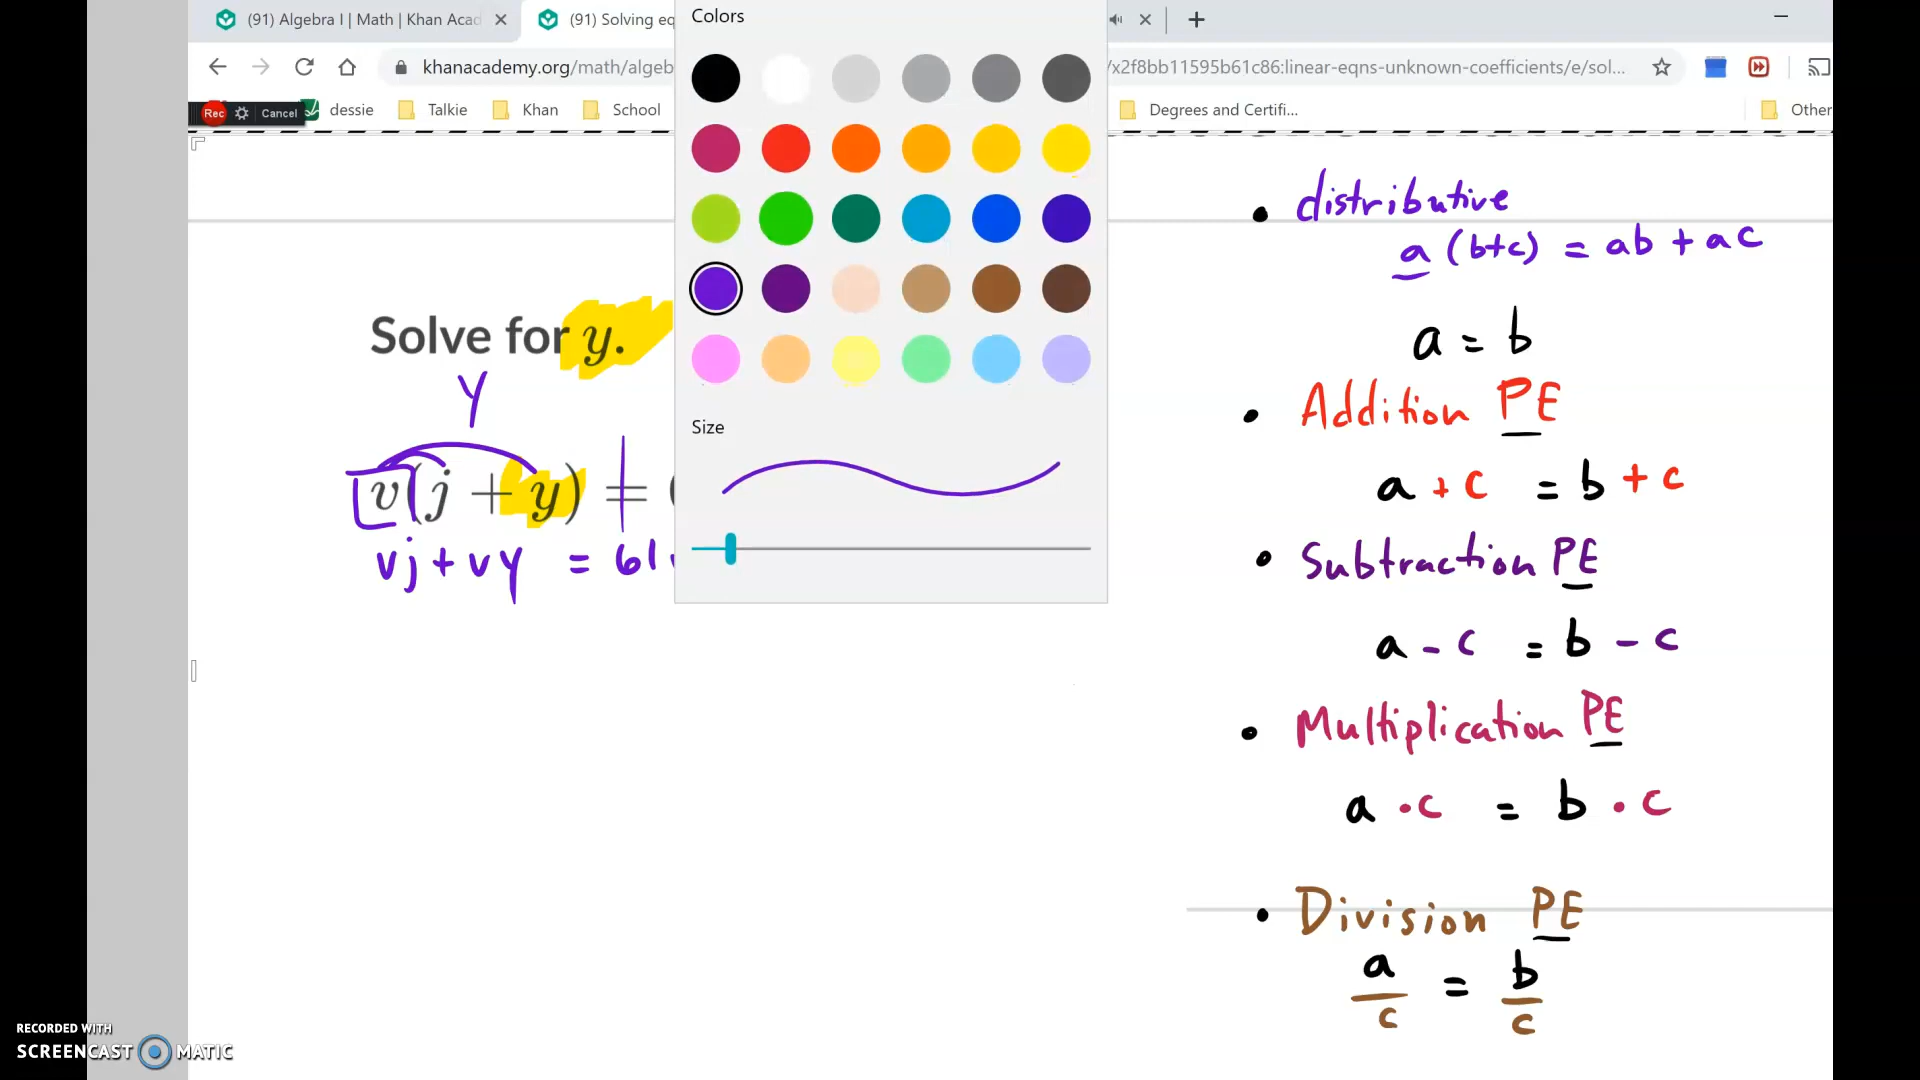 (91) Algebra I | Math | Khan Acad
(91) Solving eq
khanacademy.org/math/algeb
/x2f8bb11595b61c86:linear-eqns-unknown-coefficients/e/sol...
Rec Cancel
dessie
Talkie
Khan
School
Degrees and Certifi...
Other
Colors
Size
Solve for y.
y
v(j + y) =
vj + vy = 61
• distributive
a (b+c) = ab + ac
a = b
• Addition PE
a + c = b + c
• Subtraction PE
a - c = b - c
• Multiplication PE
a • c = b • c
• Division PE
a/c = b/c
RECORDED WITH
SCREENCAST MATIC